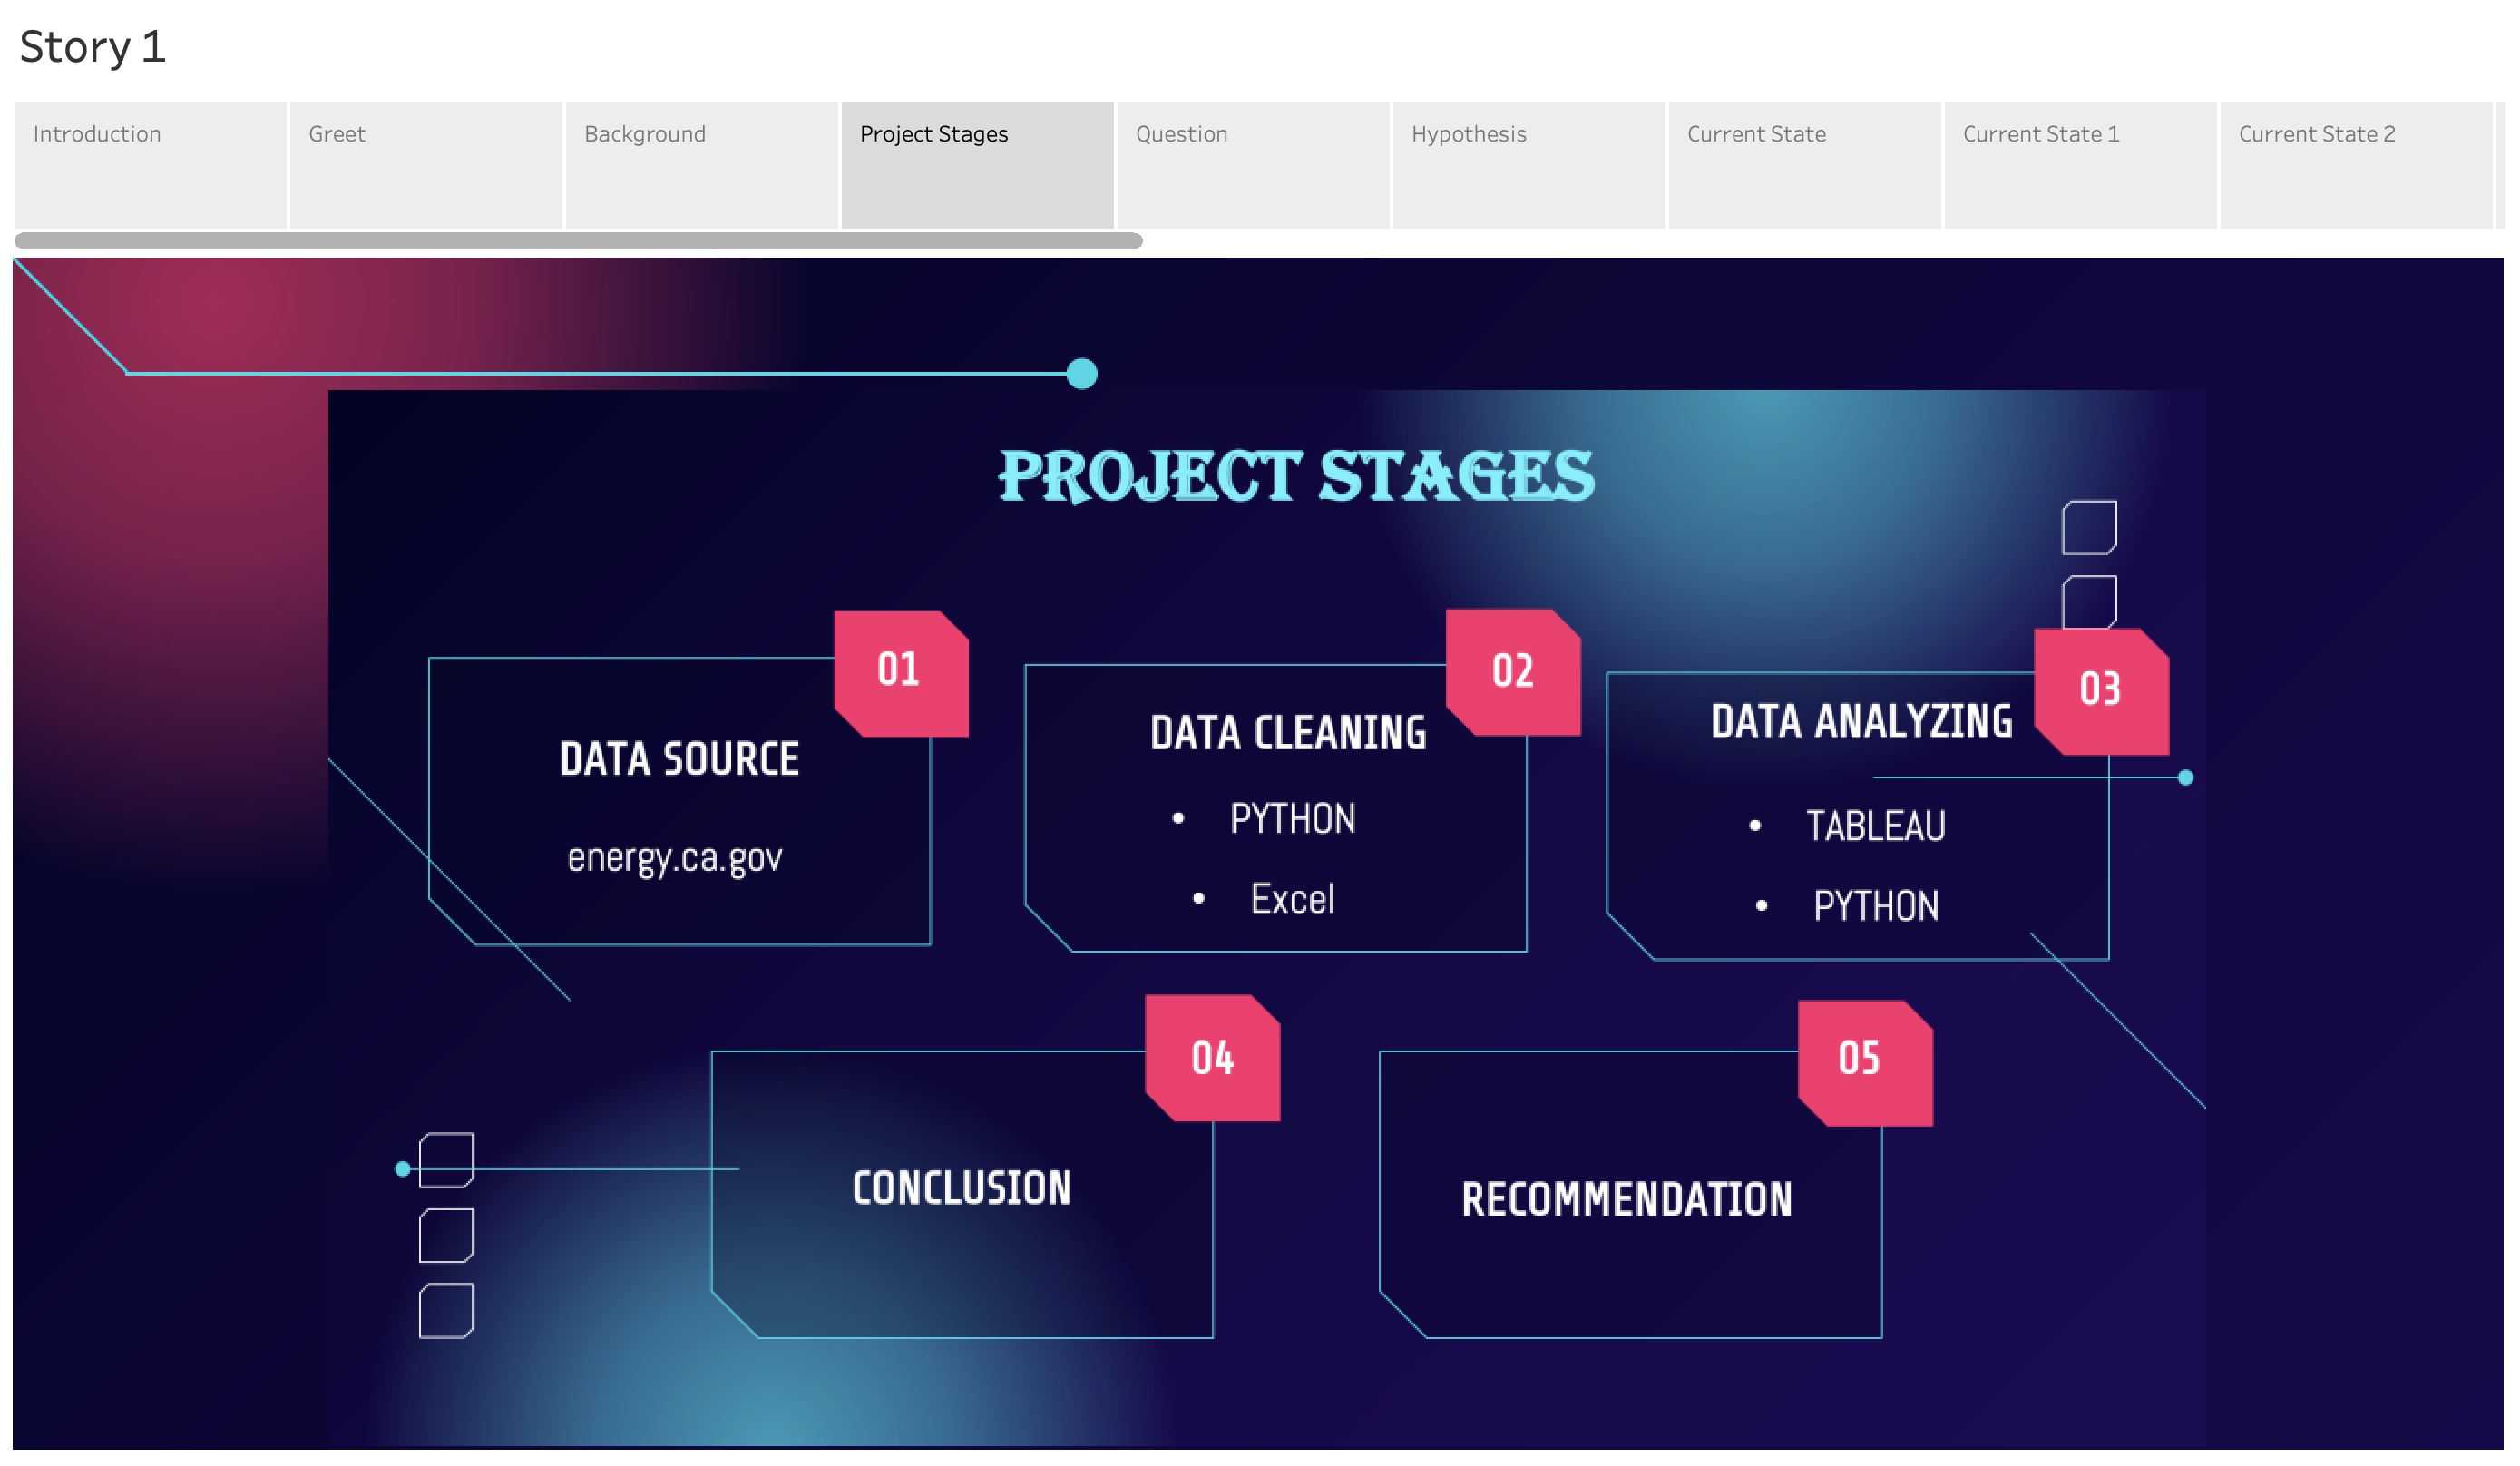 Story 1
Introduction
Greet
Background
Project Stages
Question
Hypothesis
Current State
Current State 1
Current State 2
PROJECT STAGES
01
DATA SOURCE
energy.ca.gov
02
DATA CLEANING
• PYTHON
• Excel
03
DATA ANALYZING
• TABLEAU
• PYTHON
04
CONCLUSION
05
RECOMMENDATION